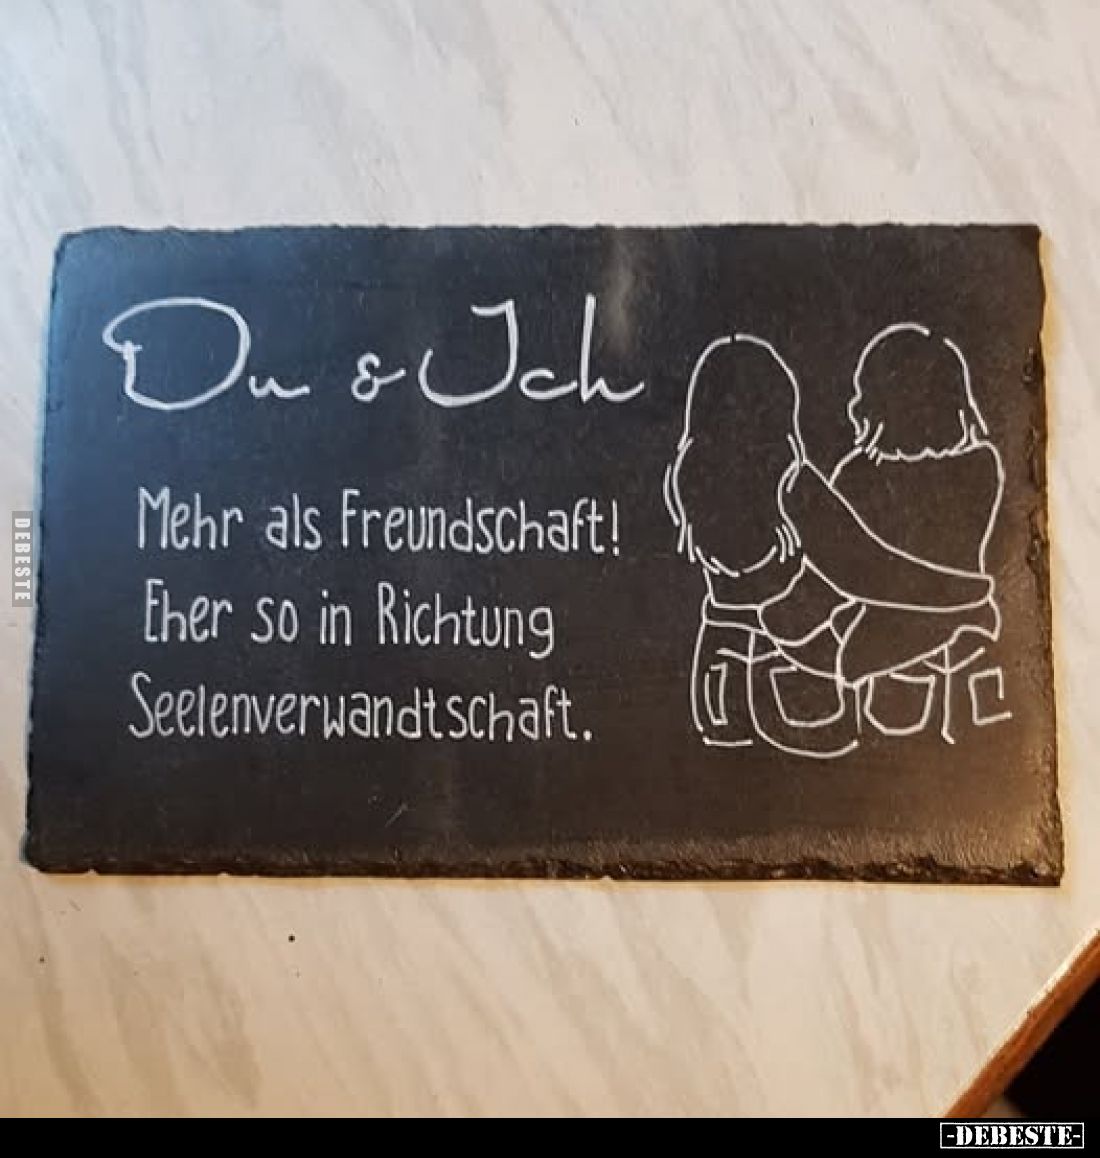 Du & Ich
Mehr als Freundschaft!
Eher so in Richtung
Seelenverwandtschaft.
DEBESTE
-DEBESTE-